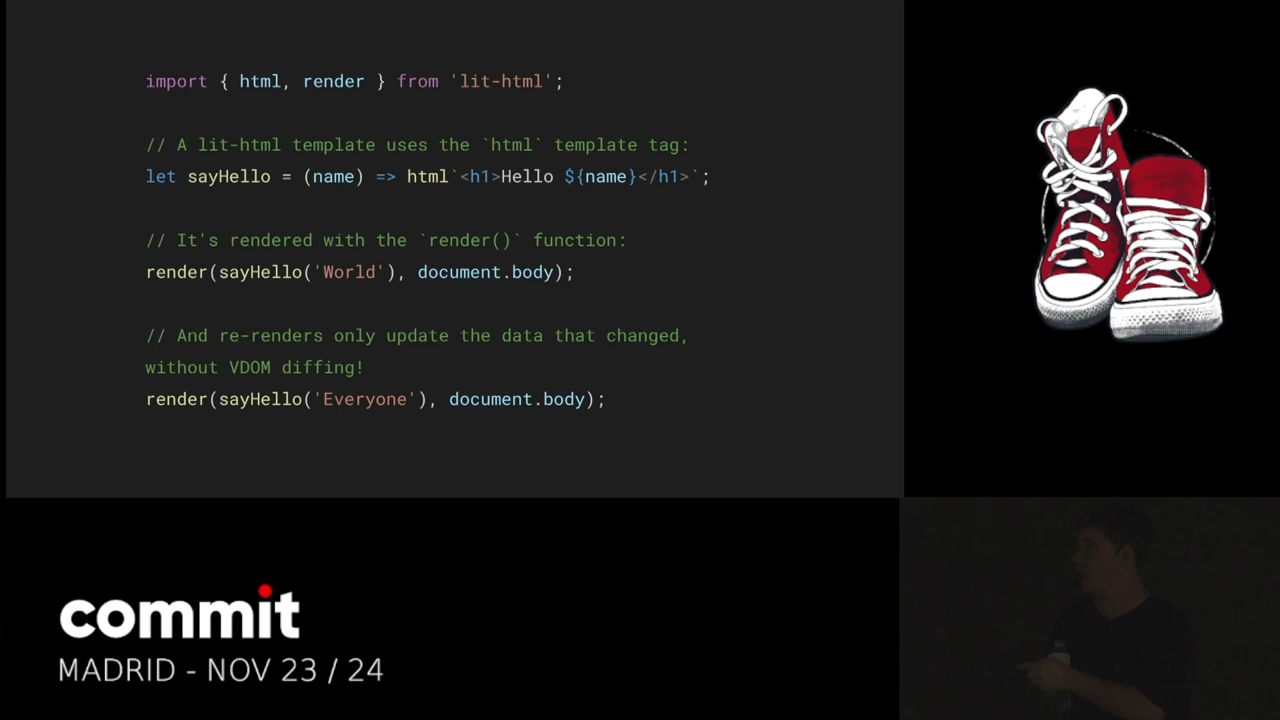 import { html, render } from 'lit-html';
// A lit-html template uses the `html` template tag:
let sayHello = (name) => html`<h1>Hello ${name}</h1>`;
// It's rendered with the `render()` function:
render(sayHello('World'), document.body);
// And re-renders only update the data that changed,
without VDOM diffing!
render(sayHello('Everyone'), document.body);
commit
MADRID - NOV 23 / 24